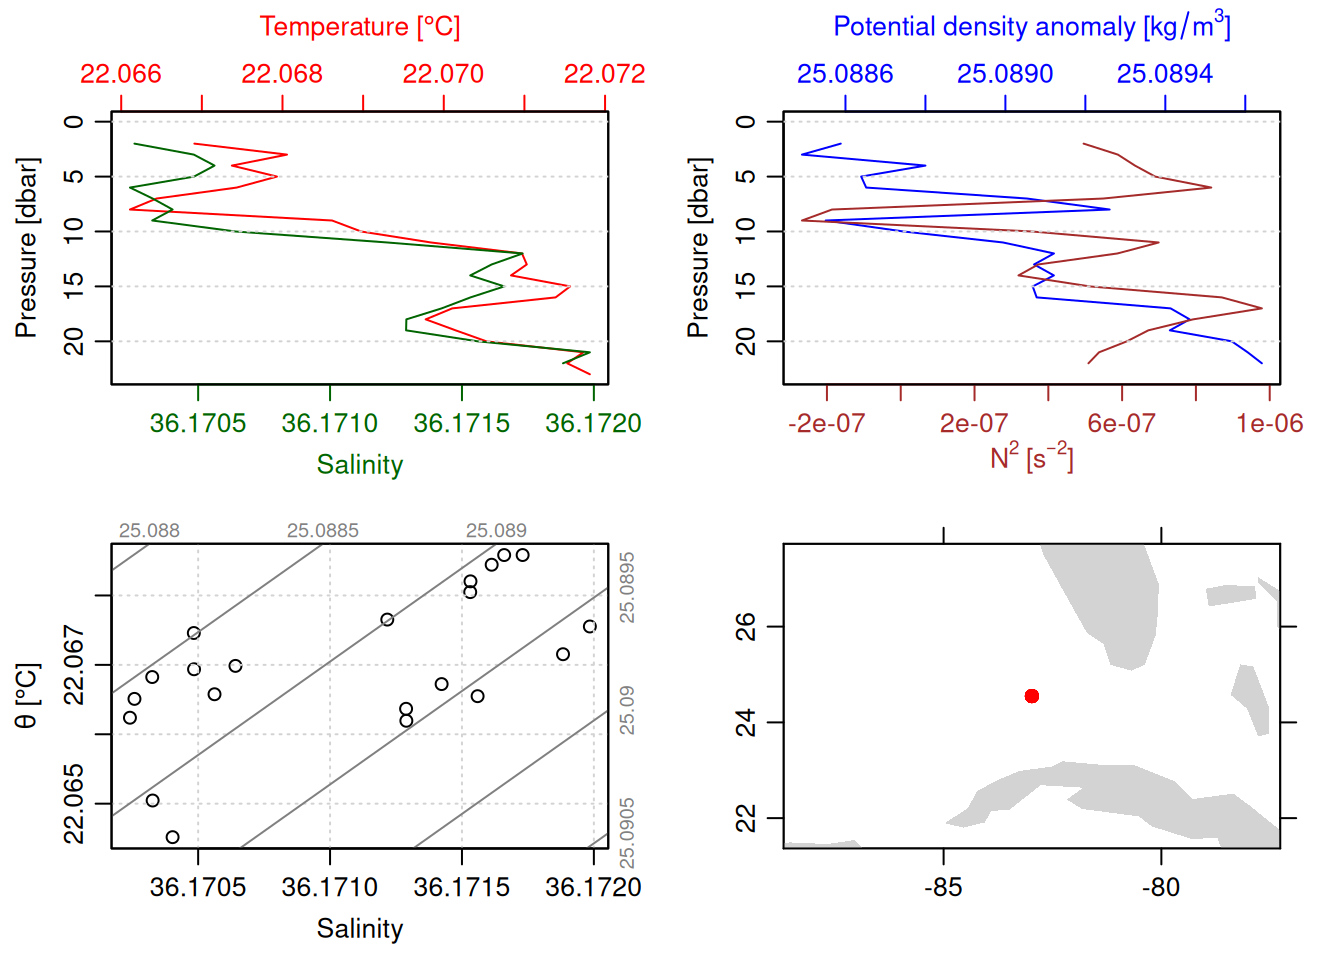 Temperature [°C]
22.066 22.068 22.070 22.072
Pressure [dbar]
0
5
10
15
20
36.1705 36.1710 36.1715 36.1720
Salinity
Potential density anomaly [kg/m³]
25.0886 25.0890 25.0894
Pressure [dbar]
0
5
10
15
20
-2e-07 2e-07 6e-07 1e-06
N² [s⁻²]
25.088 25.0885 25.089
25.0895
25.09
25.0905
θ [°C]
22.067
22.065
36.1705 36.1710 36.1715 36.1720
Salinity
26
24
22
-85 -80